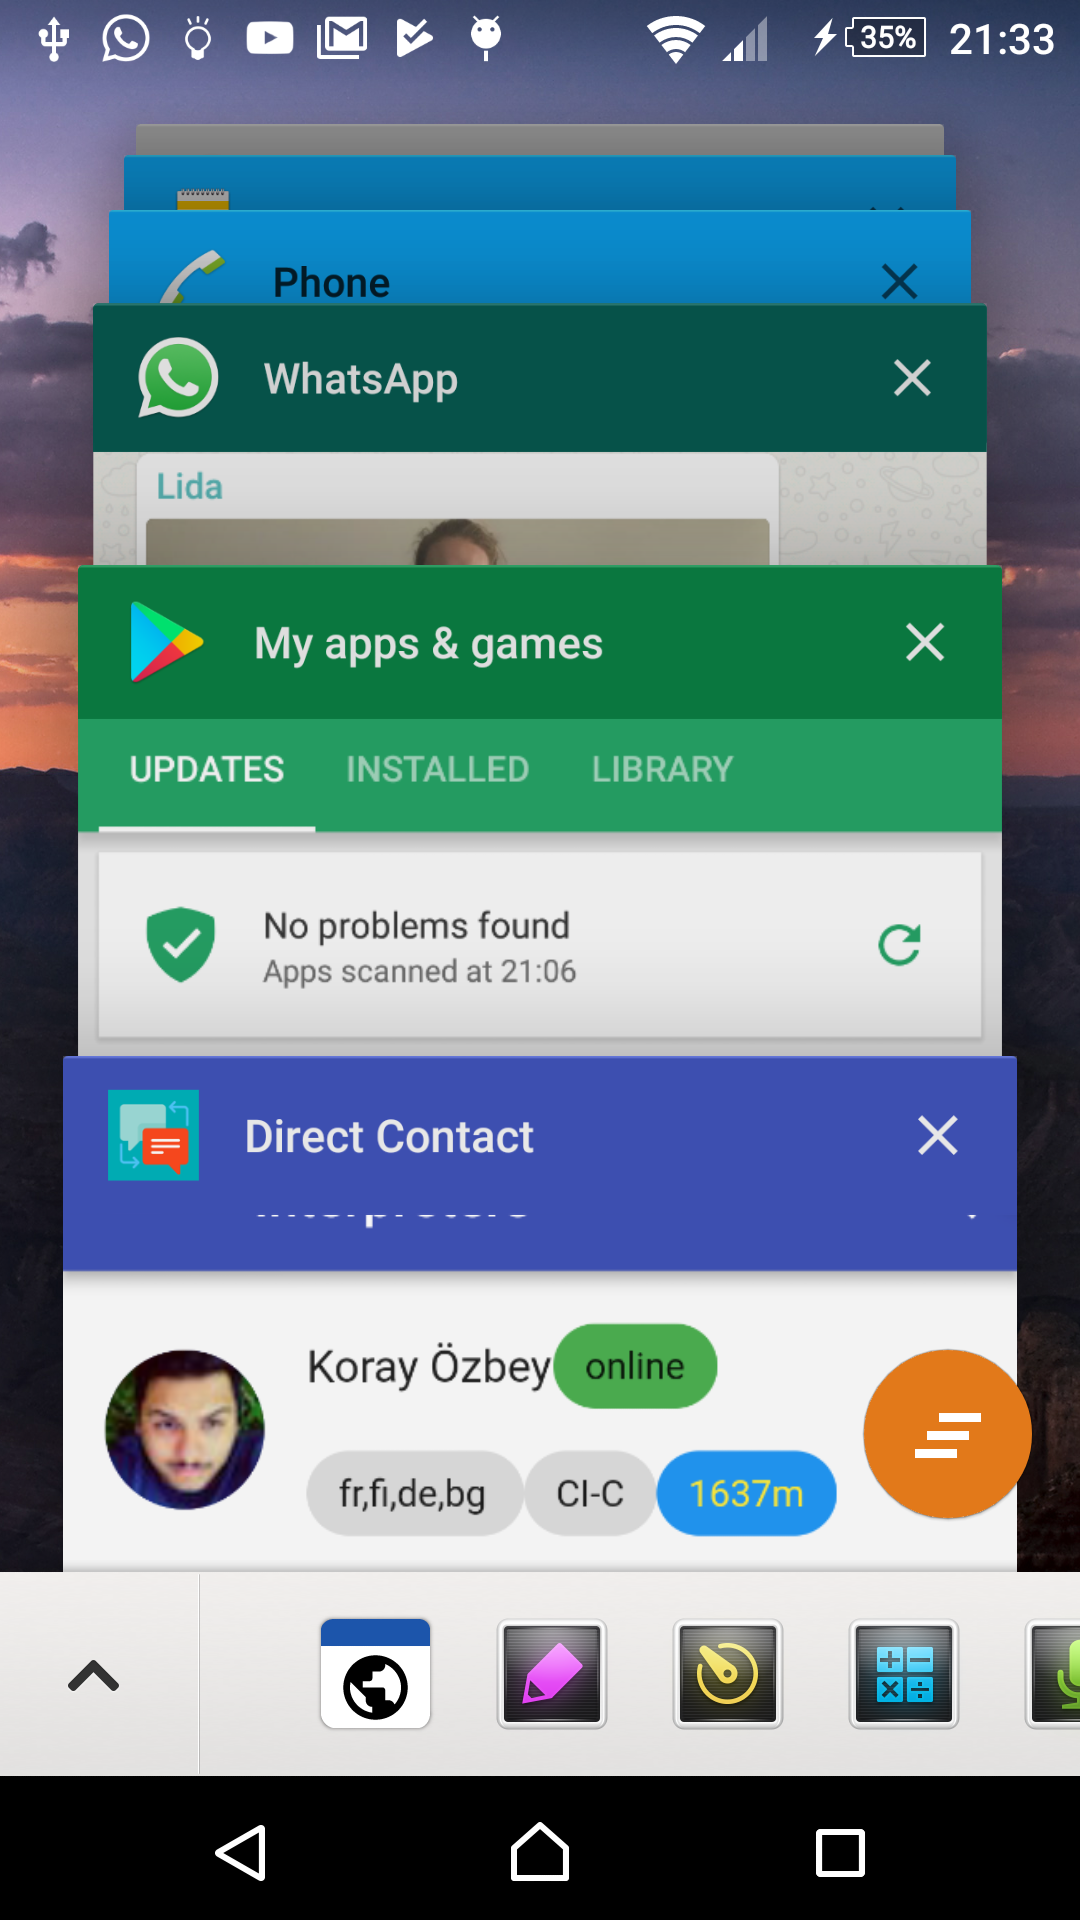 35% 21:33
Phone
WhatsApp
Lida
My apps & games
UPDATES INSTALLED LIBRARY
No problems found
Apps scanned at 21:06
Direct Contact
Koray Özbey online
fr,fi,de,bg CI-C 1637m